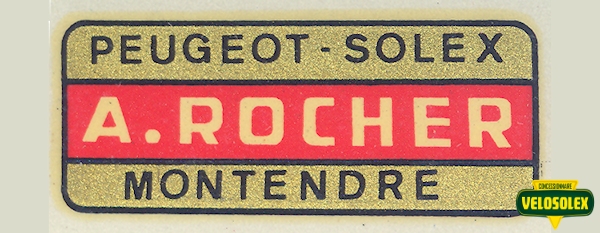 PEUGEOT-SOLEX
A.ROCHER
MONTENDRE
CONCESSIONNAIRE
VELOSOLEX